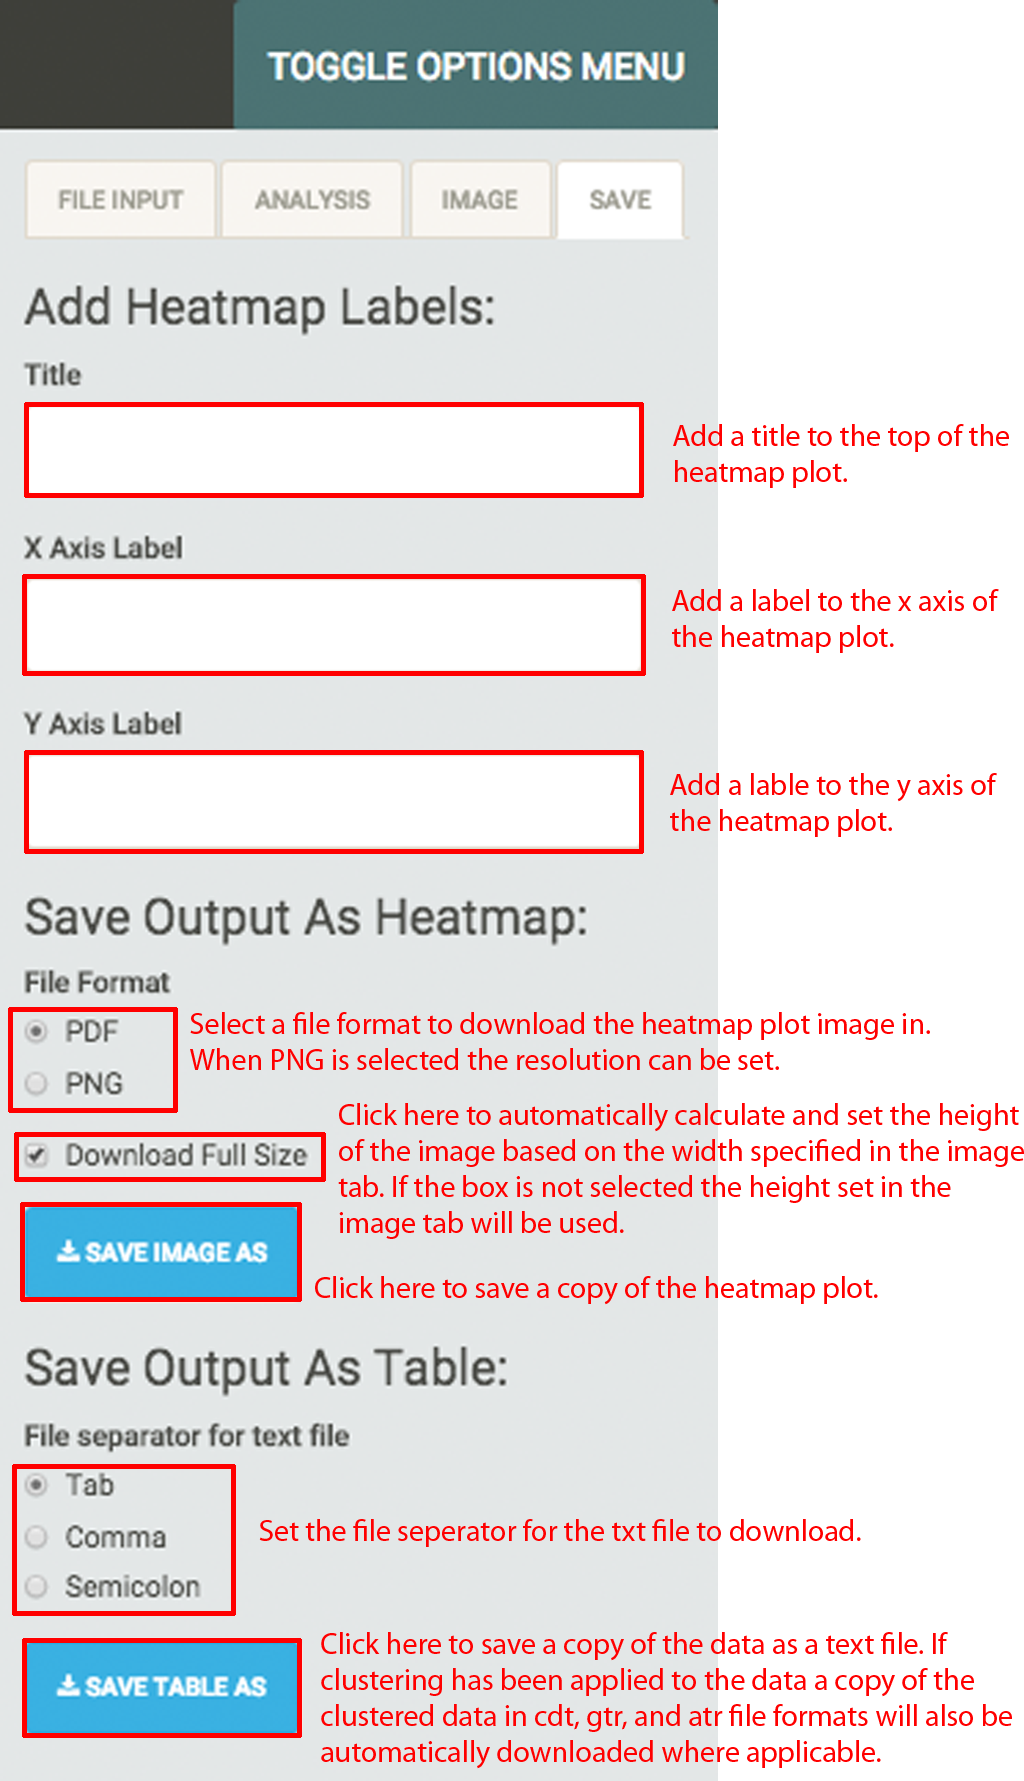 TOGGLE OPTIONS MENU
FILE INPUT
ANALYSIS
IMAGE
SAVE
Add Heatmap Labels:
Title
Add a title to the top of the
heatmap plot.
X Axis Label
Add a label to the x axis of
the heatmap plot.
Y Axis Label
Add a lable to the y axis of
the heatmap plot.
Save Output As Heatmap:
File Format
PDF
PNG
Select a file format to download the heatmap plot image in.
When PNG is selected the resolution can be set.
Download Full Size
Click here to automatically calculate and set the height
of the image based on the width specified in the image
tab. If the box is not selected the height set in the
image tab will be used.
SAVE IMAGE AS
Click here to save a copy of the heatmap plot.
Save Output As Table:
File separator for text file
Tab
Comma
Semicolon
Set the file seperator for the txt file to download.
SAVE TABLE AS
Click here to save a copy of the data as a text file. If
clustering has been applied to the data a copy of the
clustered data in cdt, gtr, and atr file formats will also be
automatically downloaded where applicable.